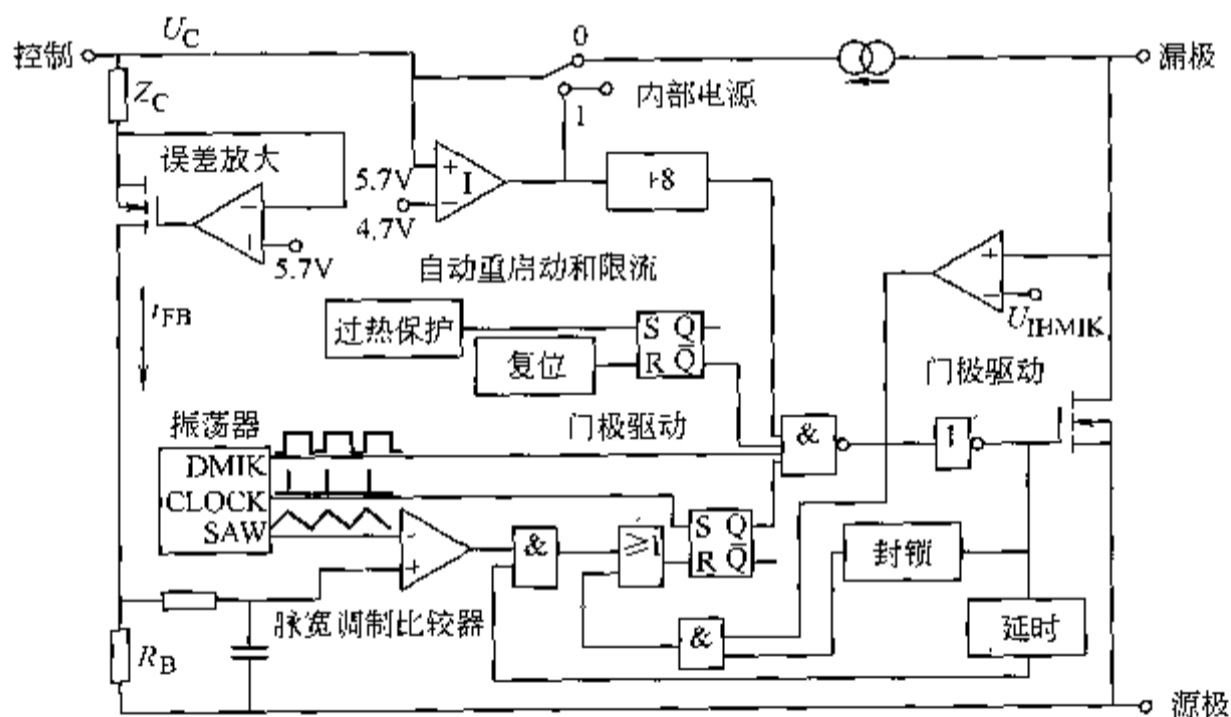 控制
U_C
0
漏极
Z_C
1
内部电源
误差放大
5.7V
+
I
-
4.7V
÷8
-
+
5.7V
自动重启动和限流
+
-
U_IHMIK
I_FB
过热保护
S Q
R Q̄
复位
门极驱动
振荡器
门极驱动
&
1
DMIK
CLOCK
SAW
-
+
&
≥1
S Q
R Q̄
封锁
脉宽调制比较器
&
延时
R_B
源极